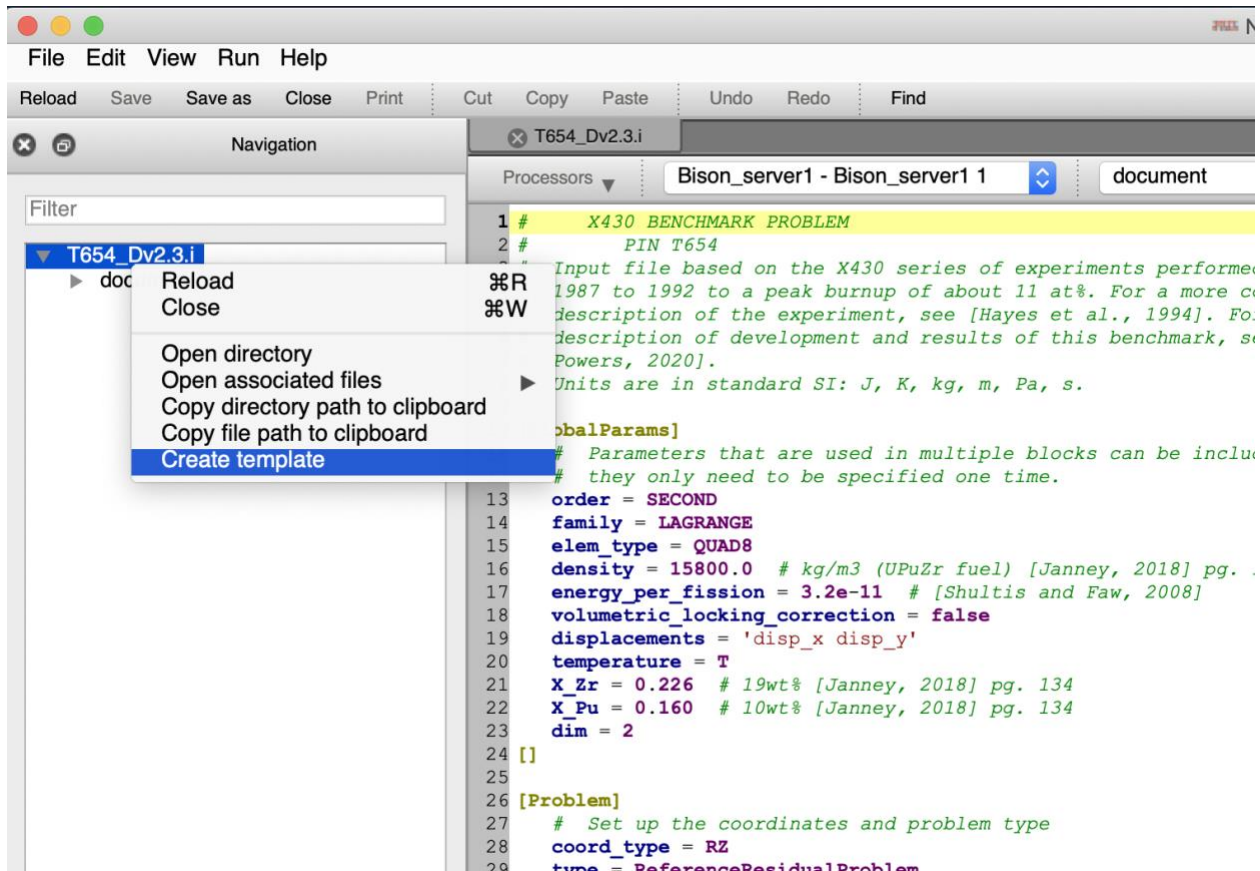 N
File Edit View Run Help
Reload Save Save as Close Print Cut Copy Paste Undo Redo Find
Navigation
T654_Dv2.3.i
Processors Bison_server1 - Bison_server1 1 document
Filter
T654_Dv2.3.i
doc
Reload ⌘R
Close ⌘W
Open directory
Open associated files
Copy directory path to clipboard
Copy file path to clipboard
Create template
1 # X430 BENCHMARK PROBLEM
2 # PIN T654
Input file based on the X430 series of experiments performed
1987 to 1992 to a peak burnup of about 11 at%. For a more
description of the experiment, see [Hayes et al., 1994].
description of development and results of this benchmark,
Powers, 2020].
Units are in standard SI: J, K, kg, m, Pa, s.
obalParams]
# Parameters that are used in multiple blocks can be
# they only need to be specified one time.
13 order = SECOND
14 family = LAGRANGE
15 elem_type = QUAD8
16 density = 15800.0 # kg/m3 (UPuZr fuel) [Janney, 2018] pg.
17 energy_per_fission = 3.2e-11 # [Shultis and Faw, 2008]
18 volumetric_locking_correction = false
19 displacements = 'disp_x disp_y'
20 temperature = T
21 X_Zr = 0.226 # 19wt% [Janney, 2018] pg. 134
22 X_Pu = 0.160 # 10wt% [Janney, 2018] pg. 134
23 dim = 2
24 []
25
26 [Problem]
27 # Set up the coordinates and problem type
28 coord_type = RZ
29 type = ReferenceResidualProblem